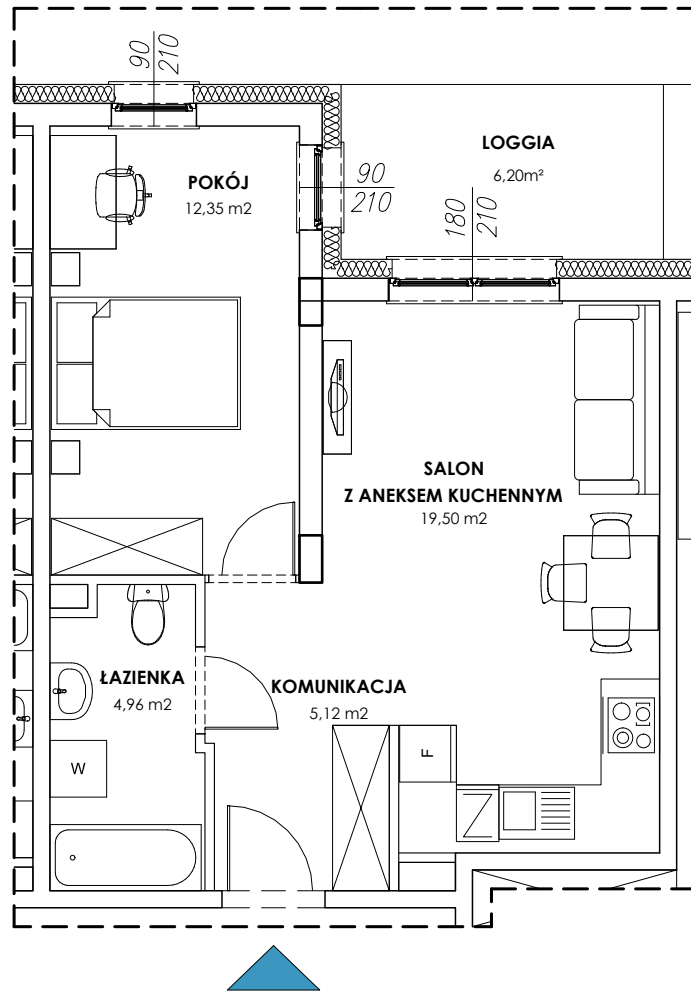 90
210
LOGGIA
6,20m²
POKÓJ
12,35 m2
90
210
180
210
SALON
Z ANEKSEM KUCHENNYM
19,50 m2
ŁAZIENKA
4,96 m2
KOMUNIKACJA
5,12 m2
W
F